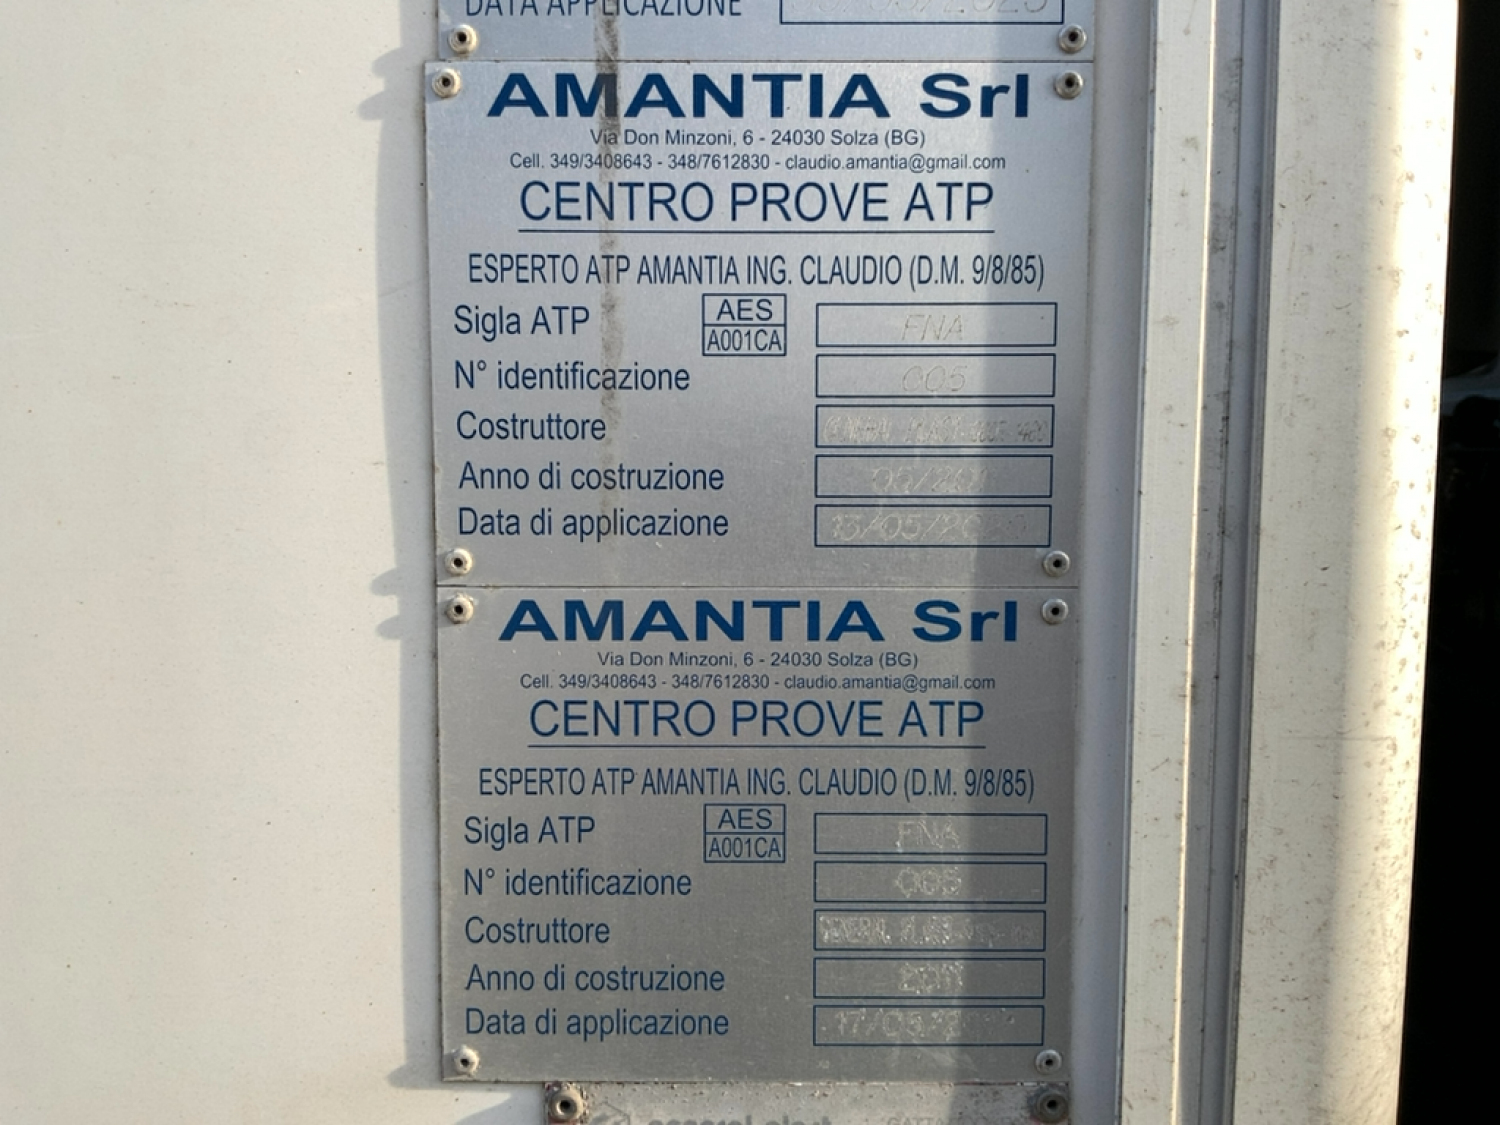 DATA APPLICAZIONE
AMANTIA Srl
Via Don Minzoni, 6 - 24030 Solza (BG)
Cell. 349/3408643 - 348/7612830 - claudio.amantia@gmail.com
CENTRO PROVE ATP
ESPERTO ATP AMANTIA ING. CLAUDIO (D.M. 9/8/85)
Sigla ATP AES A001CA FNA
N° identificazione 005
Costruttore
Anno di costruzione
Data di applicazione
AMANTIA Srl
Via Don Minzoni, 6 - 24030 Solza (BG)
Cell. 349/3408643 - 348/7612830 - claudio.amantia@gmail.com
CENTRO PROVE ATP
ESPERTO ATP AMANTIA ING. CLAUDIO (D.M. 9/8/85)
Sigla ATP AES A001CA FNA
N° identificazione 005
Costruttore
Anno di costruzione 2011
Data di applicazione